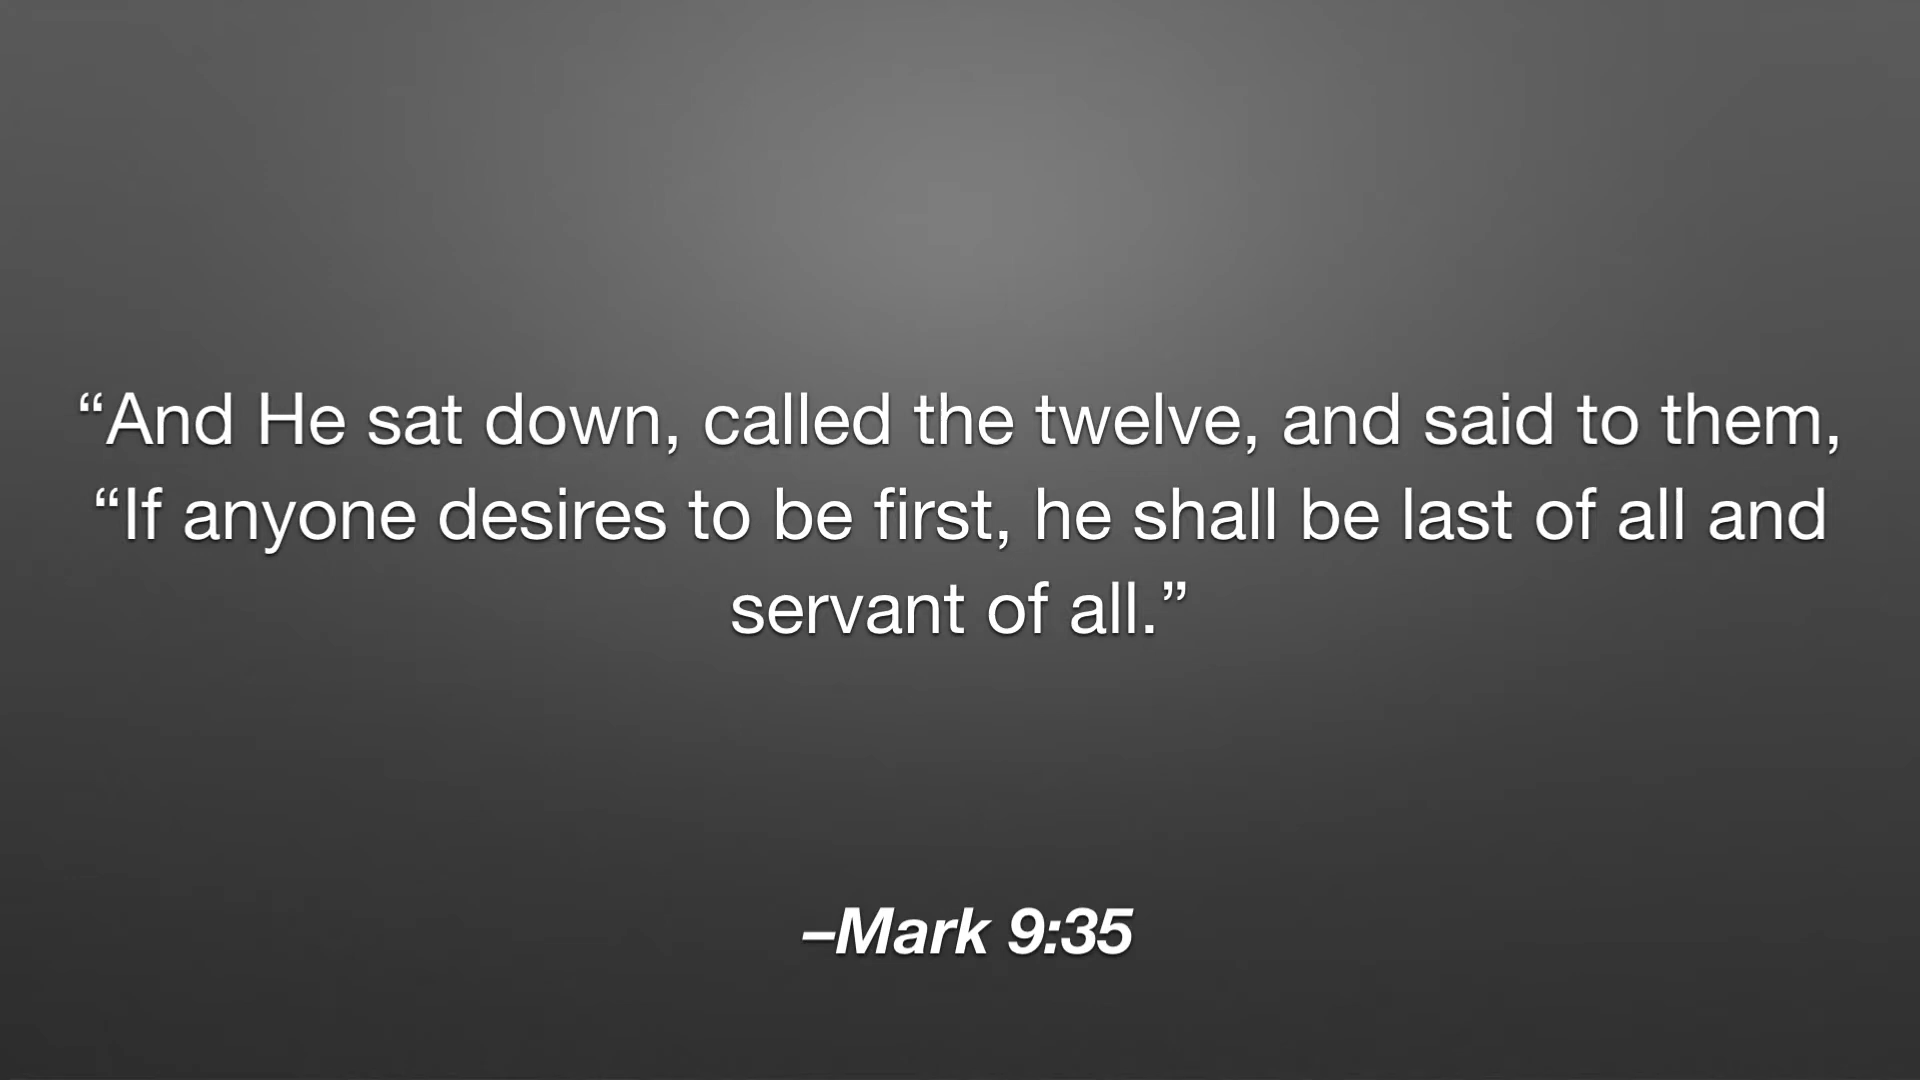 “And He sat down, called the twelve, and said to them,
“If anyone desires to be first, he shall be last of all and
servant of all.”
–Mark 9:35